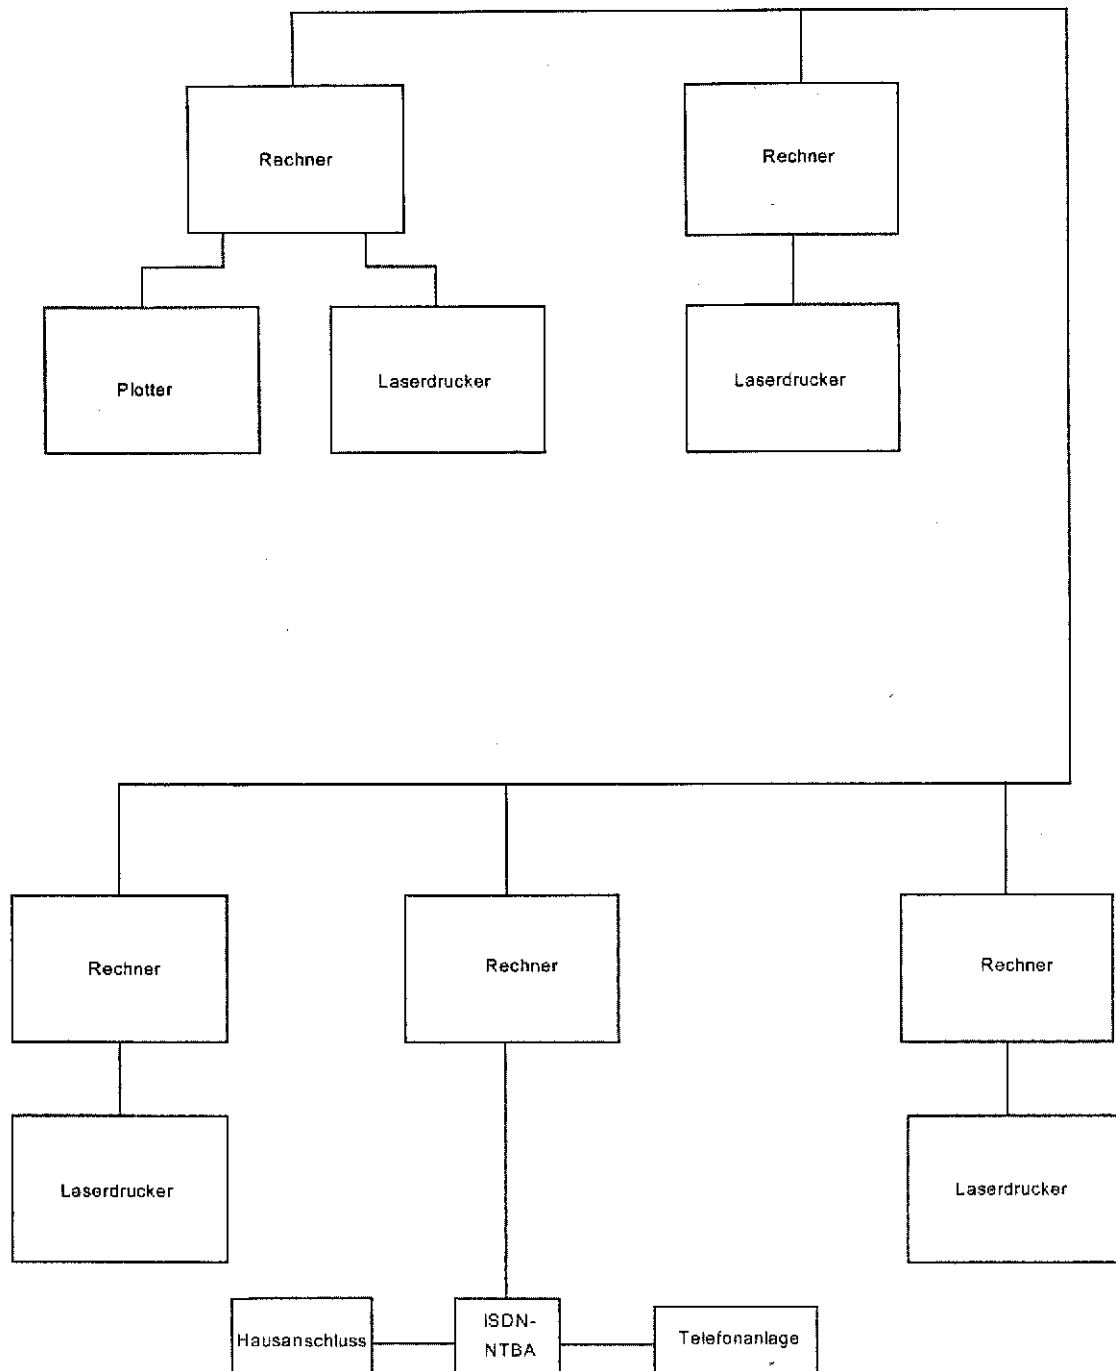 Rechner
Rechner
Plotter
Laserdrucker
Laserdrucker
Rechner
Rechner
Rechner
Laserdrucker
Laserdrucker
Hausanschluss
ISDN-
NTBA
Telefonanlage